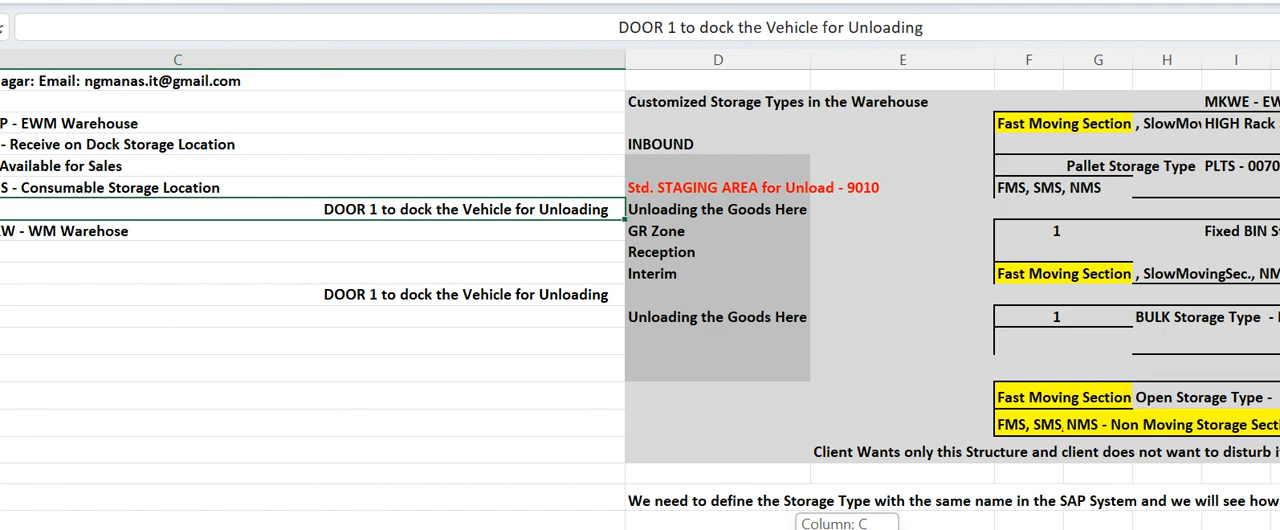 DOOR 1 to dock the Vehicle for Unloading
C D E F G H I
agar: Email: ngmanas.it@gmail.com
Customized Storage Types in the Warehouse MKWE - EW
P - EWM Warehouse Fast Moving Section , SlowMov HIGH Rack
- Receive on Dock Storage Location INBOUND
Available for Sales Pallet Storage Type PLTS - 0070
S - Consumable Storage Location Std. STAGING AREA for Unload - 9010 FMS, SMS, NMS
DOOR 1 to dock the Vehicle for Unloading Unloading the Goods Here
W - WM Warehose GR Zone 1 Fixed BIN S
Reception
Interim Fast Moving Section , SlowMovingSec., NM
DOOR 1 to dock the Vehicle for Unloading
Unloading the Goods Here 1 BULK Storage Type -
Fast Moving Section Open Storage Type -
FMS, SMS, NMS - Non Moving Storage Secti
Client Wants only this Structure and client does not want to disturb i
We need to define the Storage Type with the same name in the SAP System and we will see how
Column: C